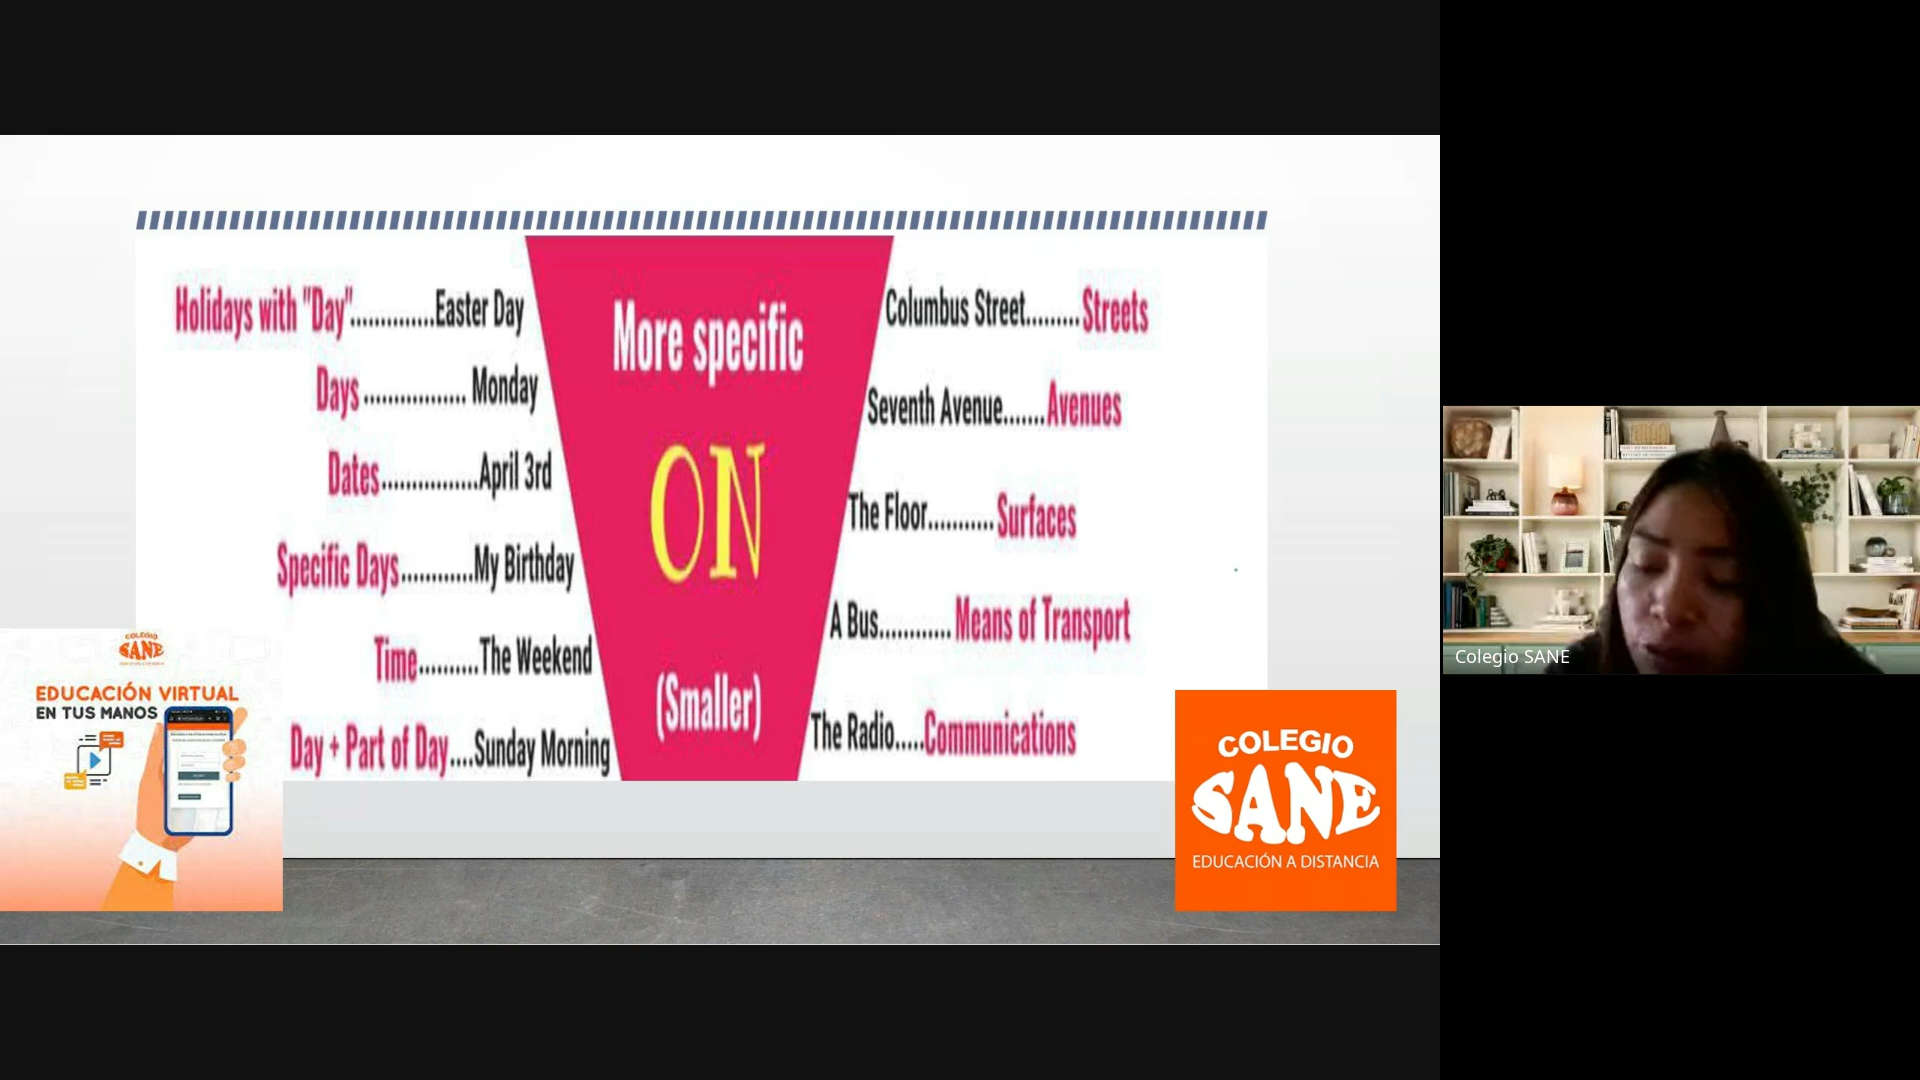 Holidays with "Day"..............Easter Day
Days ................. Monday
Dates................April 3rd
Specific Days............My Birthday
Time..........The Weekend
Day + Part of Day....Sunday Morning
More specific
ON
(Smaller)
Columbus Street.........Streets
Seventh Avenue.......Avenues
The Floor........... Surfaces
A Bus............ Means of Transport
The Radio.....Communications
COLEGIO
SANE
EDUCACIÓN VIRTUAL
EN TUS MANOS
COLEGIO
SANE
EDUCACIÓN A DISTANCIA
Colegio SANE